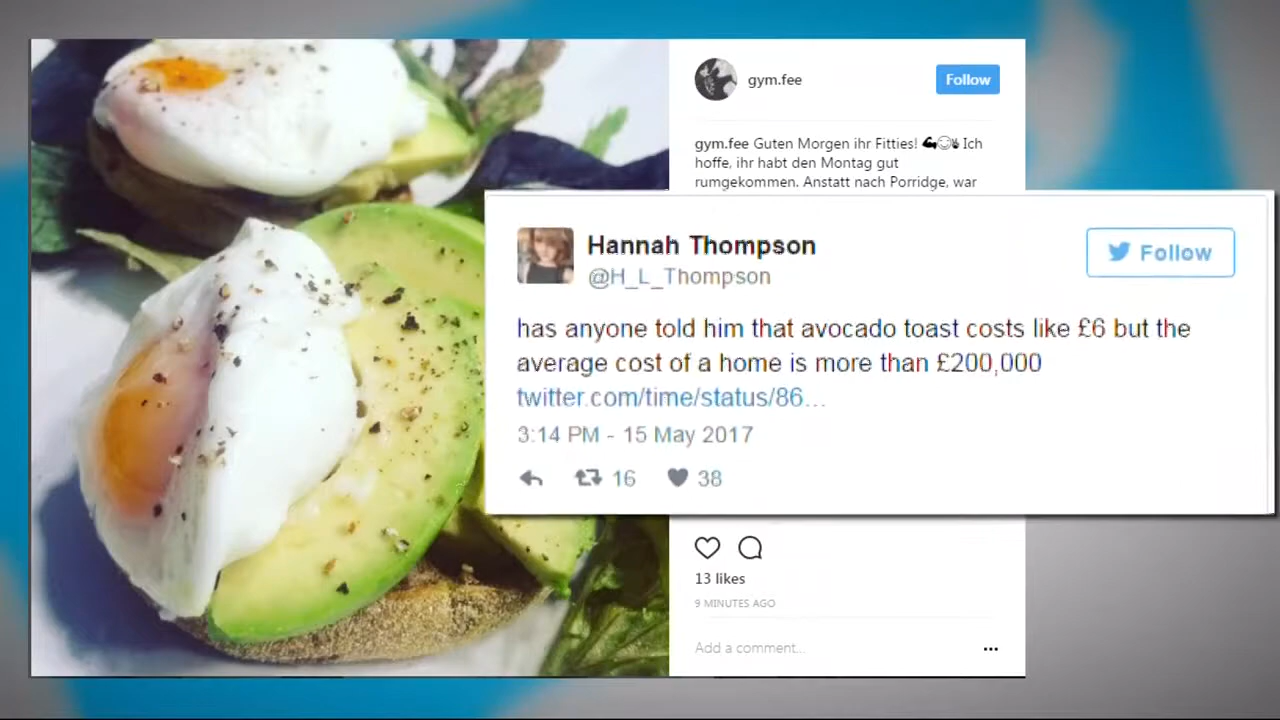 gym.fee
Follow
gym.fee Guten Morgen ihr Fitties! 💪😊✌ Ich
hoffe, ihr habt den Montag gut
rumgekommen. Anstatt nach Porridge, war
Hannah Thompson
@H_L_Thompson
Follow
has anyone told him that avocado toast costs like £6 but the
average cost of a home is more than £200,000
twitter.com/time/status/86...
3:14 PM - 15 May 2017
16 38
13 likes
9 MINUTES AGO
Add a comment...